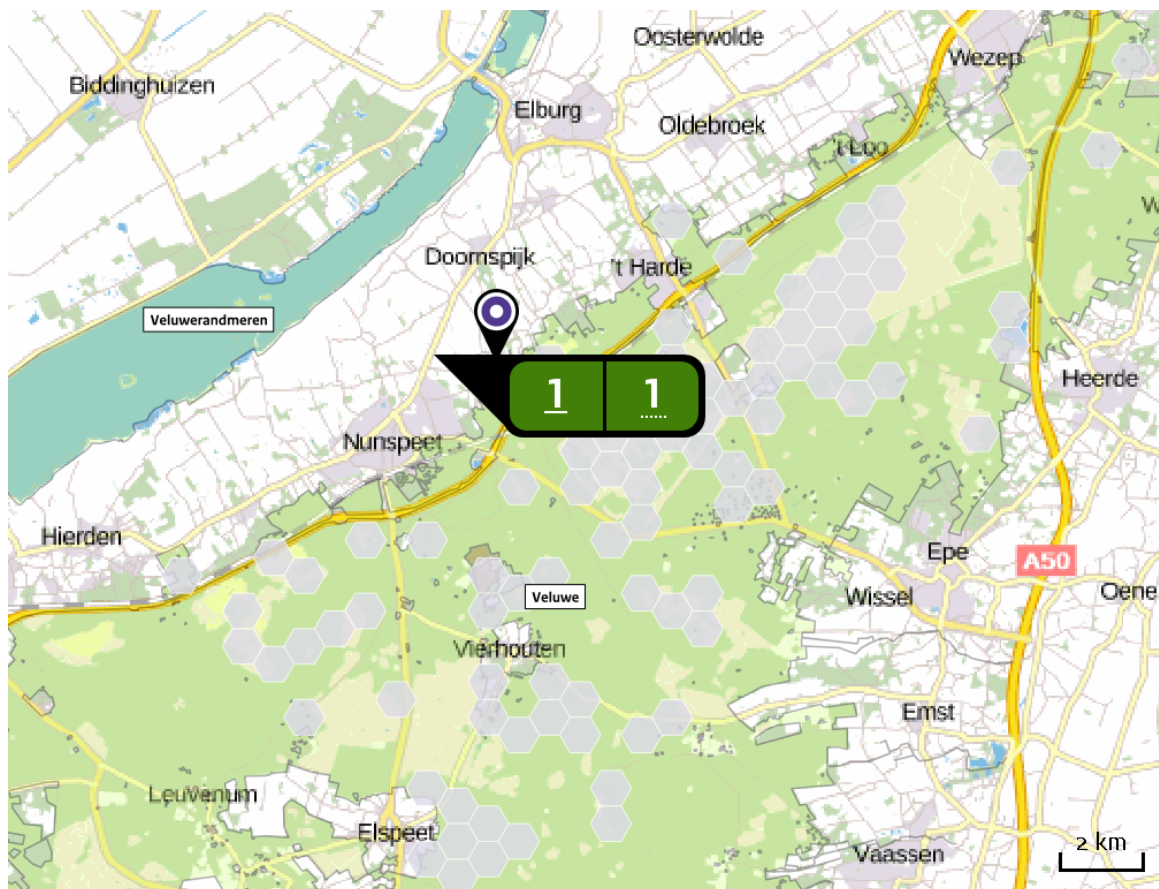 Oosterwolde
Wezep
Biddinghuizen
Elburg
Oldebroek
't Loo
W
Doornspijk
't Harde
Veluwerandmeren
Heerde
1 1
Nunspeet
Hierden
Epe
A50
Wissel
Oene
Veluwe
Vierhouten
Emst
Leuvenum
Elspeet
2 km
Vaassen